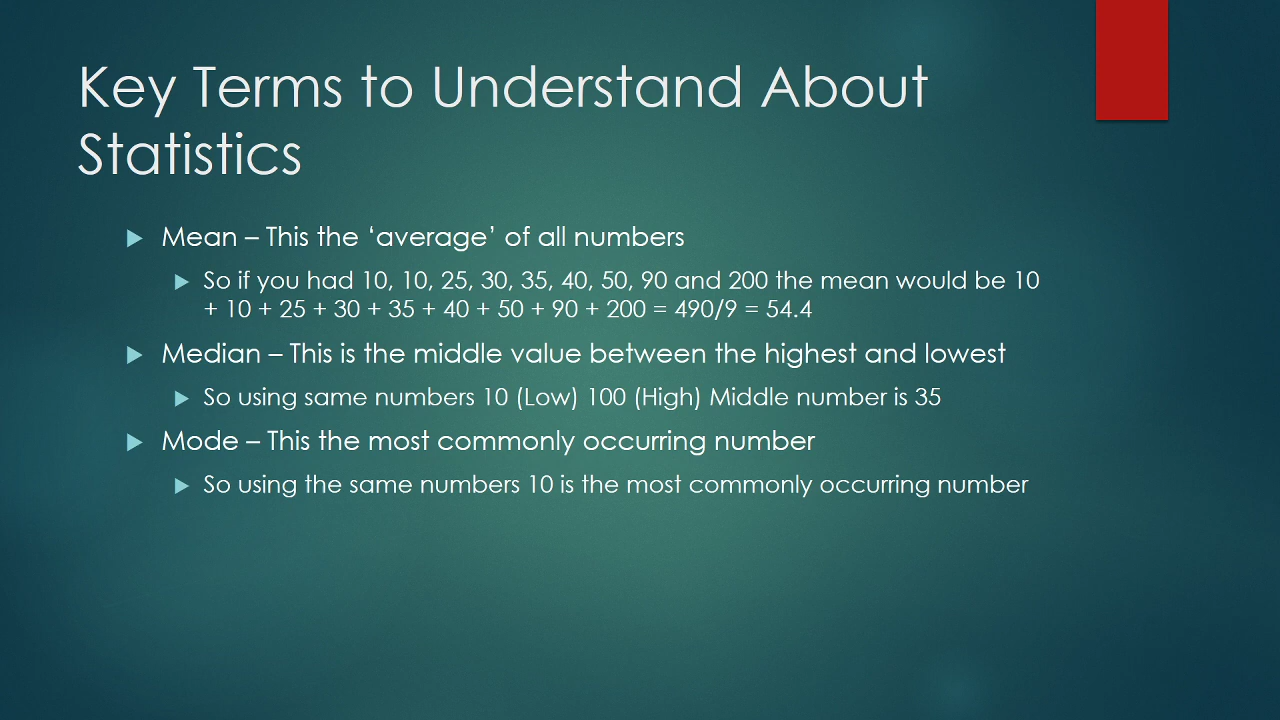 Key Terms to Understand About
Statistics
Mean – This the ‘average’ of all numbers
So if you had 10, 10, 25, 30, 35, 40, 50, 90 and 200 the mean would be 10
+ 10 + 25 + 30 + 35 + 40 + 50 + 90 + 200 = 490/9 = 54.4
Median – This is the middle value between the highest and lowest
So using same numbers 10 (Low) 100 (High) Middle number is 35
Mode – This the most commonly occurring number
So using the same numbers 10 is the most commonly occurring number